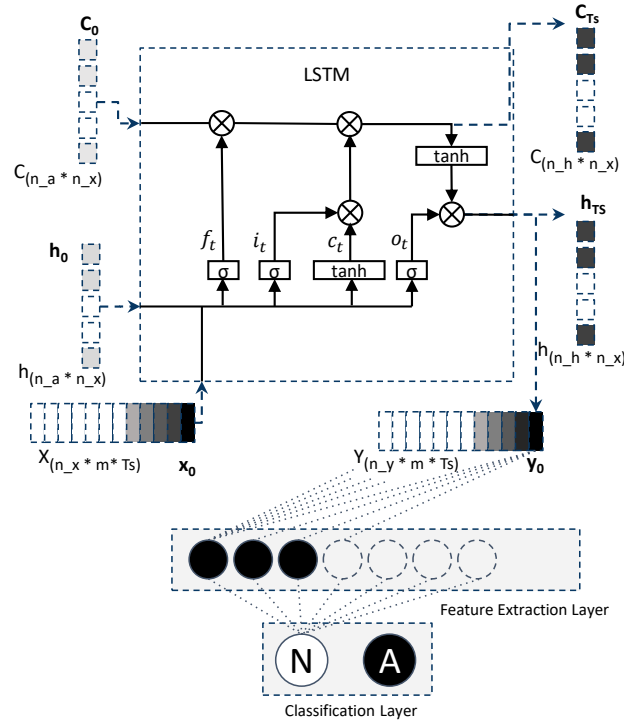 C0
CTs
LSTM
tanh
C(n_a * n_x)
C(n_h * n_x)
ft
it
ct
ot
hTS
h0
σ
σ
tanh
σ
h(n_a * n_x)
h(n_h * n_x)
X(n_x * m* Ts)
x0
Y(n_y * m * Ts)
y0
Feature Extraction Layer
N
A
Classification Layer